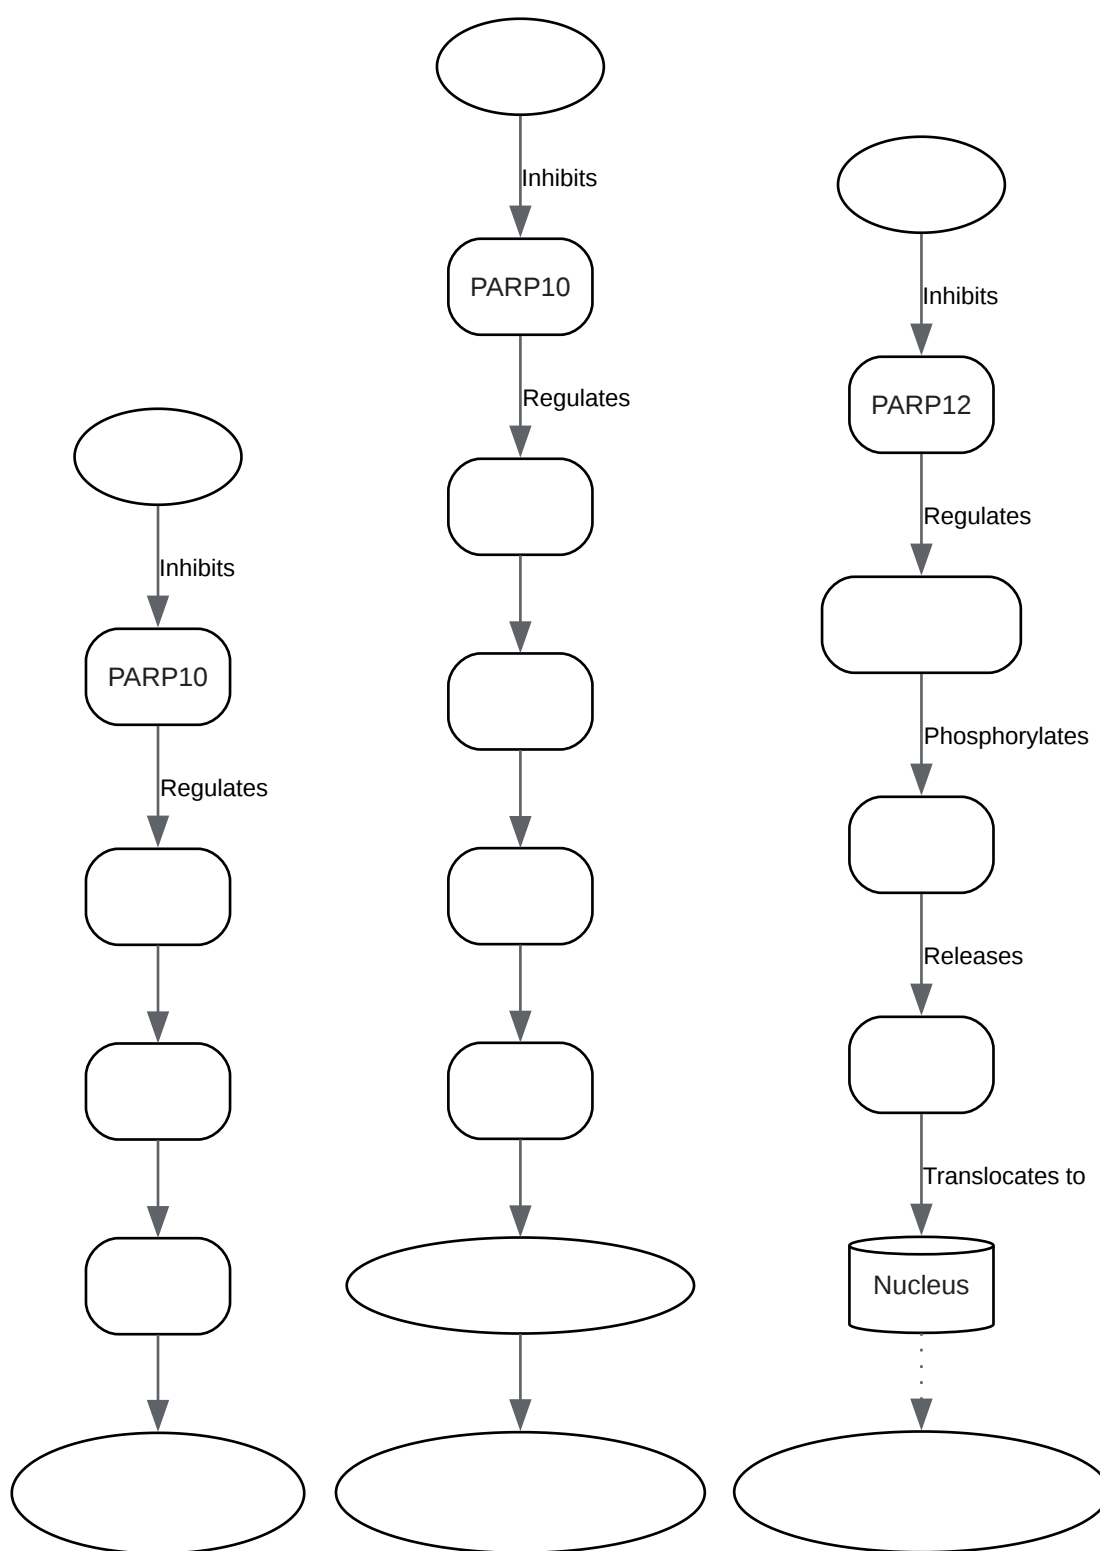 Inhibits
PARP10
Regulates
Inhibits
PARP10
Regulates
Inhibits
PARP12
Regulates
Phosphorylates
Releases
Translocates to
Nucleus